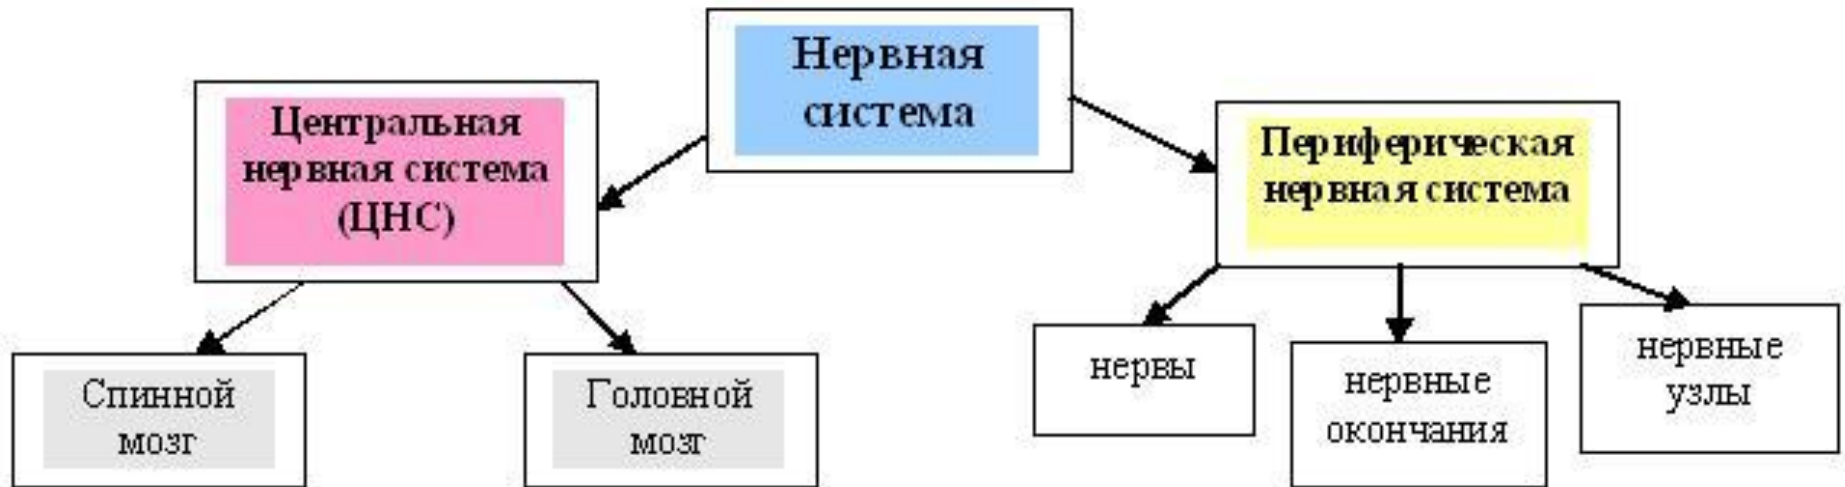 Нервная
система
Центральная
нервная система
(ЦНС)
Периферическая
нервная система
Спинной
мозг
Головной
мозг
нервы
нервные
окончания
нервные
узлы